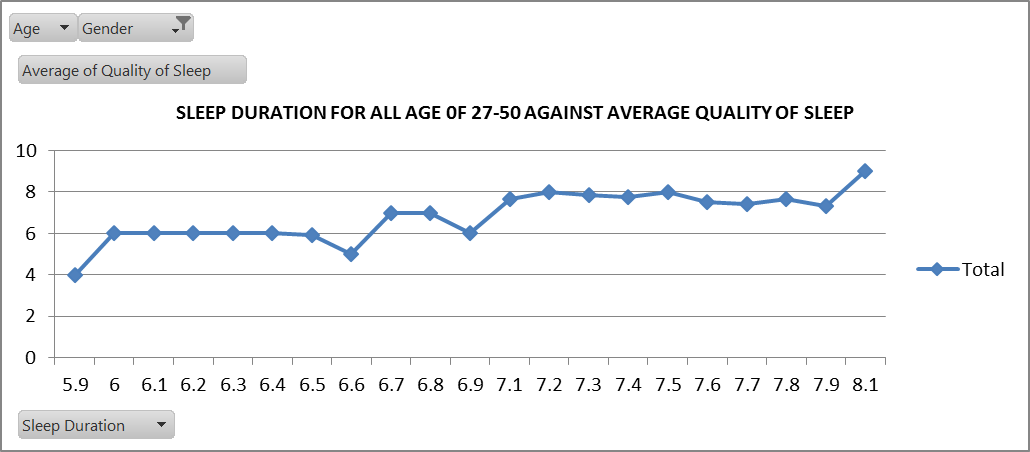 Age Gender
Average of Quality of Sleep
SLEEP DURATION FOR ALL AGE 0F 27-50 AGAINST AVERAGE QUALITY OF SLEEP
10
8
6
4
2
0
5.9 6 6.1 6.2 6.3 6.4 6.5 6.6 6.7 6.8 6.9 7.1 7.2 7.3 7.4 7.5 7.6 7.7 7.8 7.9 8.1
Total
Sleep Duration